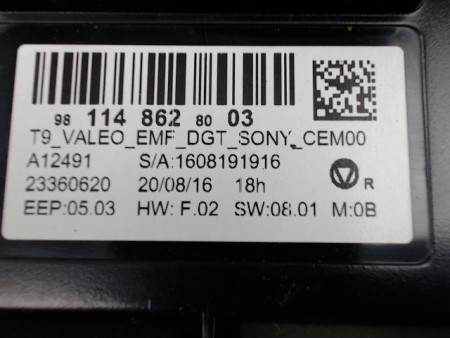 98 114 862 80 03
T9_VALEO_EMF_DGT_SONY_CEM00
A12491 S/A:1608191916
23360620 20/08/16 18h R
EEP:05.03 HW: F.02 SW:08.01 M:0B